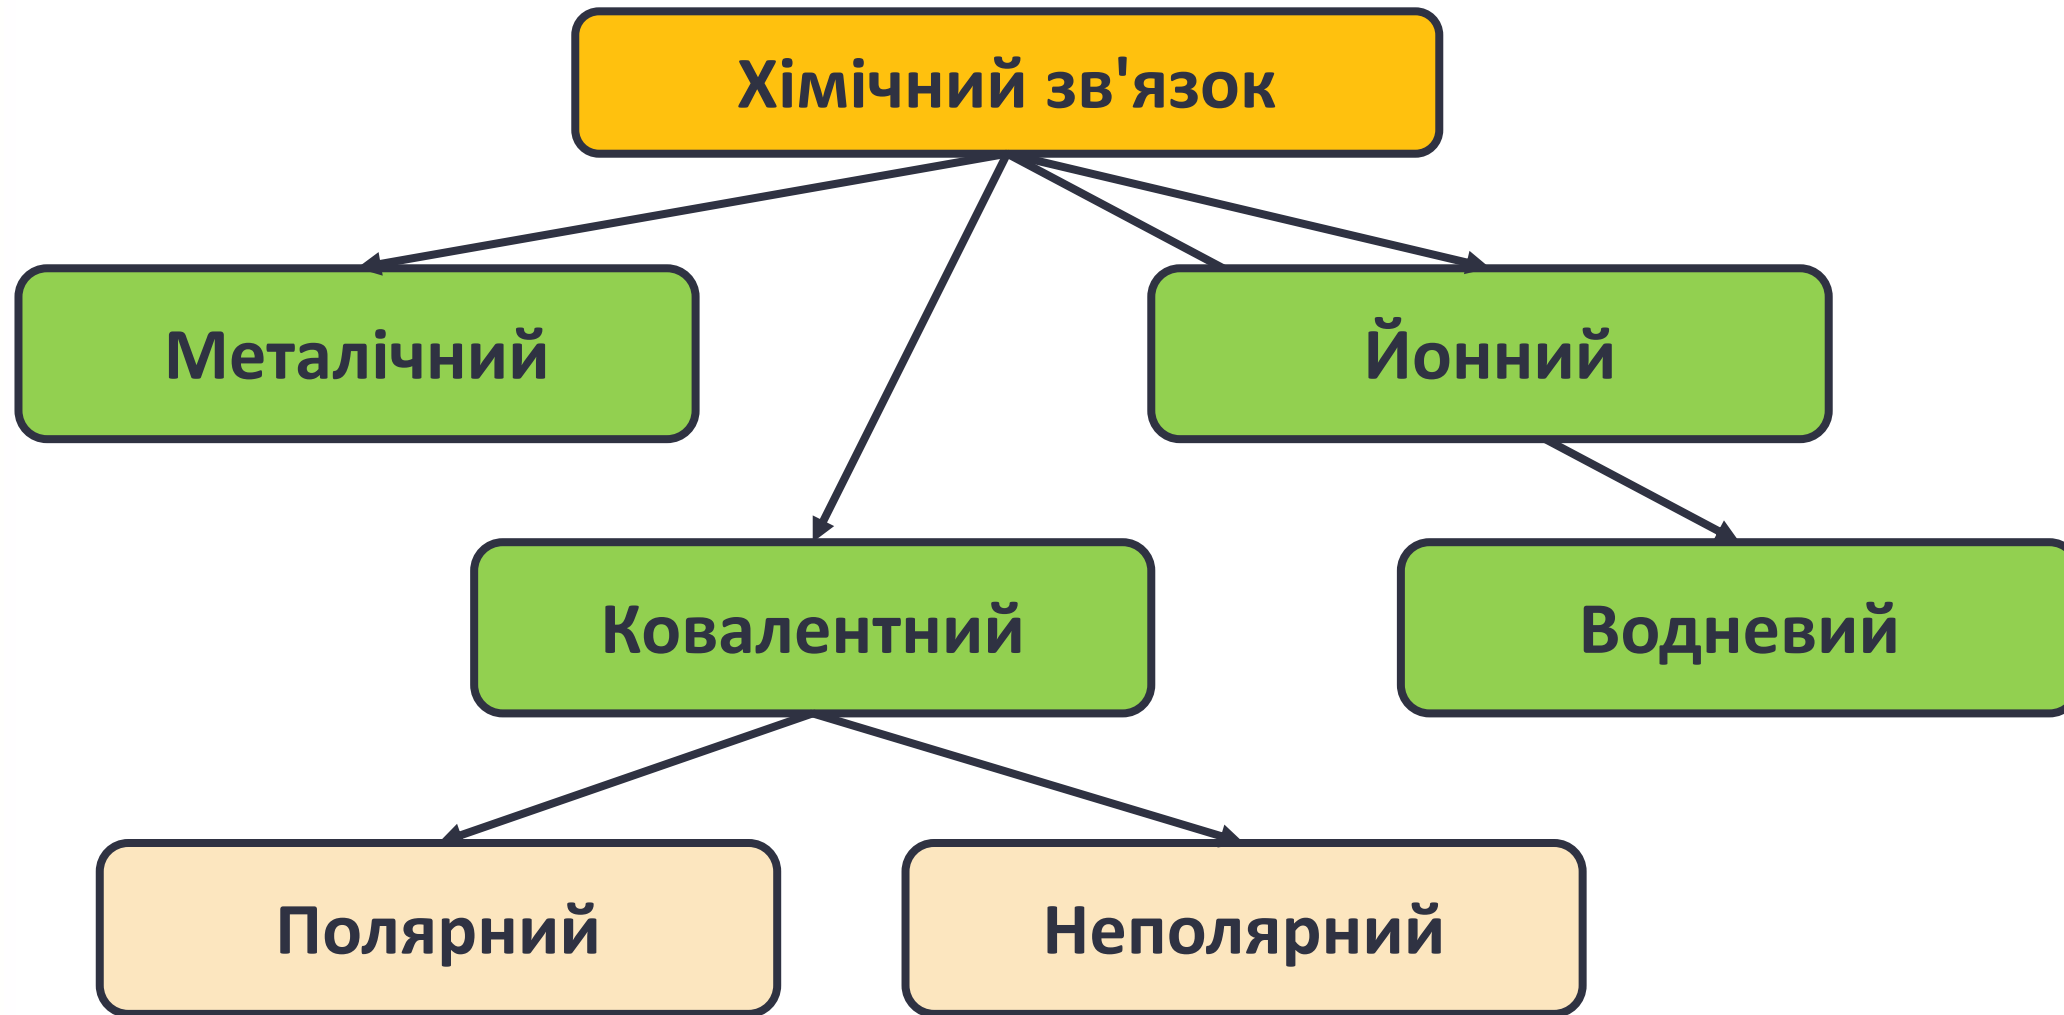 Хімічний зв'язок
Металічний
Йонний
Ковалентний
Водневий
Полярний
Неполярний